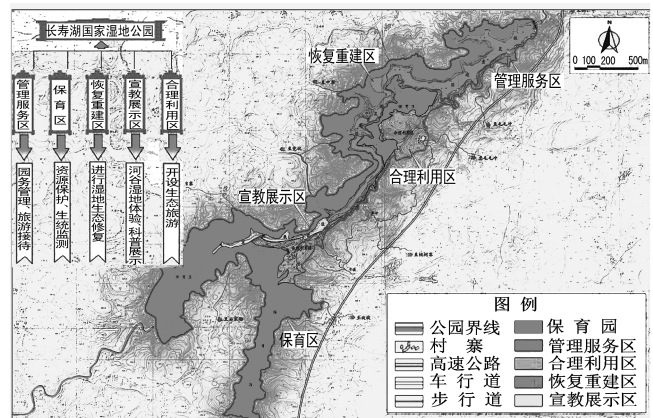 长寿湖国家湿地公园
管理服务区
保育区
恢复重建区
宣教展示区
合理利用区
园务管理、旅游接待
资源保护、生统监测
进行湿地生态修复
河谷湿地体验 科普展示
开设生态旅游
恢复重建区
管理服务区
合理利用区
宣教展示区
保育区
N
0 100 200 500m
图例
公园界线
村寨
高速公路
车行道
步行道
保育园
管理服务区
合理利用区
恢复重建区
宣教展示区